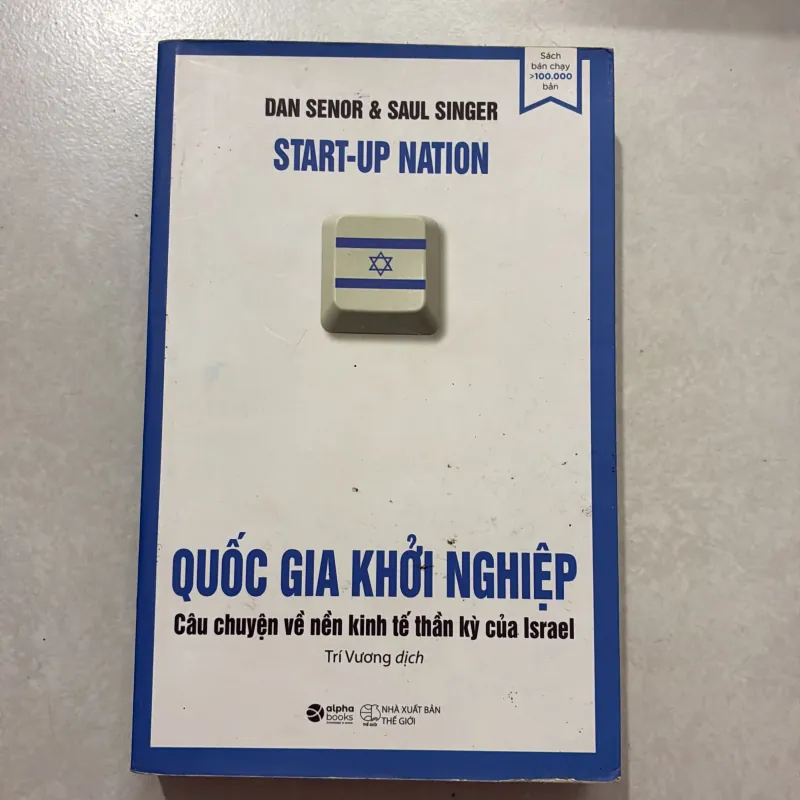 Sách
bán chạy
>100.000
bản
DAN SENOR & SAUL SINGER
START-UP NATION
QUỐC GIA KHỞI NGHIỆP
Câu chuyện về nền kinh tế thần kỳ của Israel
Trí Vương dịch
alpha
books
NHÀ XUẤT BẢN
THẾ GIỚI